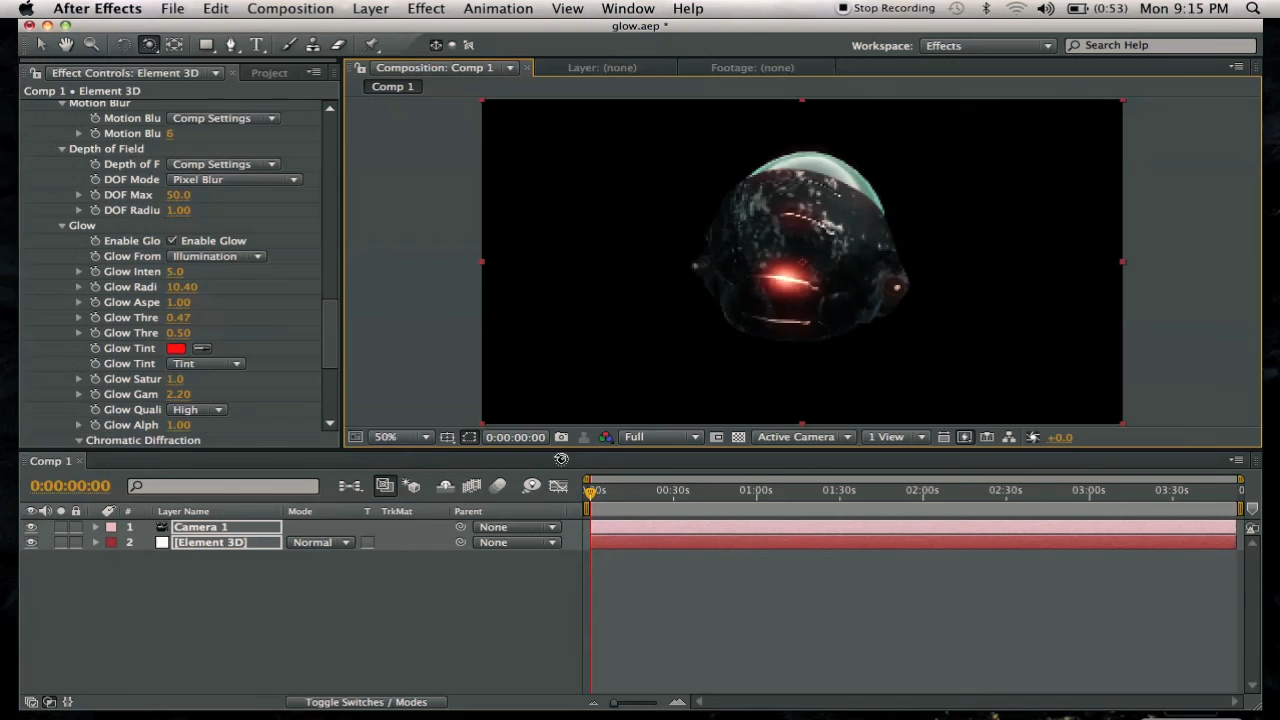 After Effects File Edit Composition Layer Effect Animation View Window Help Stop Recording (0:53) Mon 9:15 PM
glow.aep *
Workspace: Effects Search Help
Effect Controls: Element 3D Project Composition: Comp 1 Layer: (none) Footage: (none)
Comp 1 • Element 3D Comp 1
Motion Blur
Motion Blu Comp Settings
Motion Blu 6
Depth of Field
Depth of F Comp Settings
DOF Mode Pixel Blur
DOF Max 50.0
DOF Radiu 1.00
Glow
Enable Glo Enable Glow
Glow From Illumination
Glow Inten 5.0
Glow Radi 10.40
Glow Aspe 1.00
Glow Thre 0.47
Glow Thre 0.50
Glow Tint
Glow Tint Tint
Glow Satur 1.0
Glow Gam 2.20
Glow Quali High
Glow Alph 1.00
Chromatic Diffraction
50% 0:00:00:00 Full Active Camera 1 View +0.0
Comp 1
0:00:00:00
00s 00:30s 01:00s 01:30s 02:00s 02:30s 03:00s 03:30s 0
# Layer Name Mode T TrkMat Parent
1 Camera 1 None
2 [Element 3D] Normal None
Toggle Switches / Modes